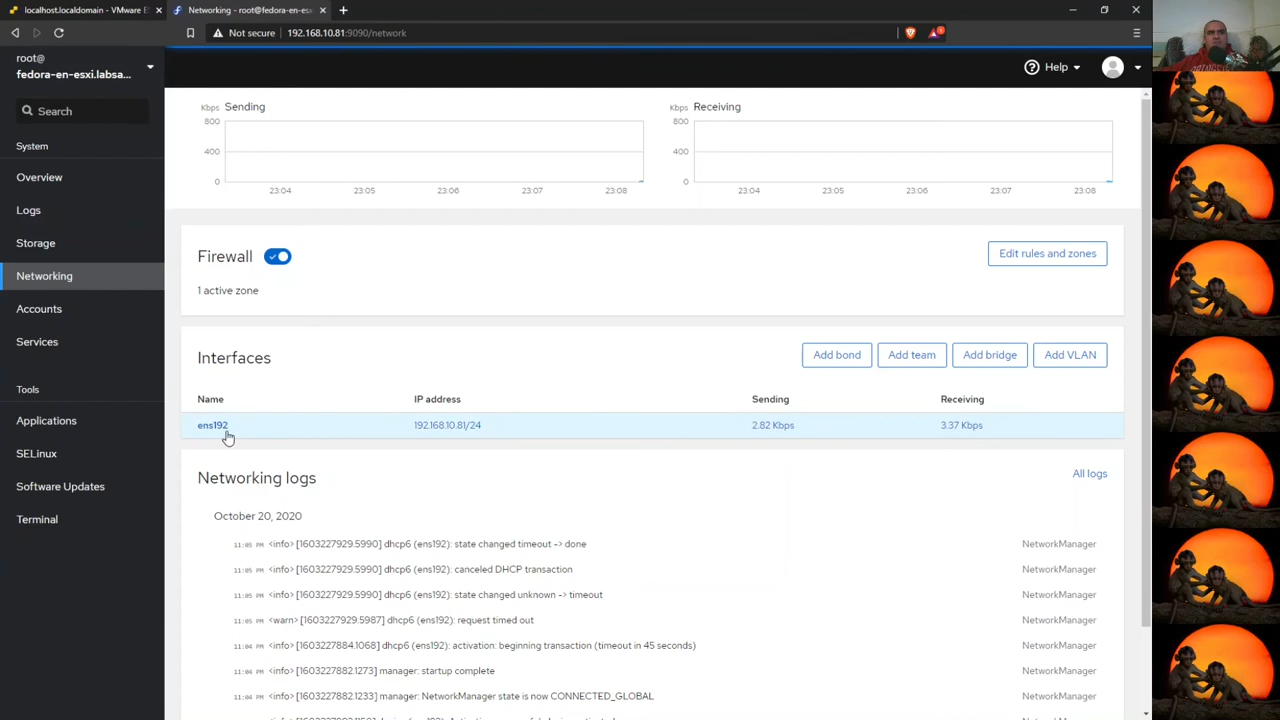 localhost.localdomain - VMware E
Networking - root@fedora-en-es
Not secure
192.168.10.81:9090/network
1
root@
fedora-en-esxi.labsa...
Help
Search
System
Overview
Logs
Storage
Networking
Accounts
Services
Tools
Applications
SELinux
Software Updates
Terminal
Kbps Sending
800
400
0
23:04 23:05 23:06 23:07 23:08
Kbps Receiving
800
400
0
23:04 23:05 23:06 23:07 23:08
Firewall
Edit rules and zones
1 active zone
Interfaces
Add bond Add team Add bridge Add VLAN
Name IP address Sending Receiving
ens192 192.168.10.81/24 2.82 Kbps 3.37 Kbps
Networking logs
All logs
October 20, 2020
11:05 PM <info> [1603227929.5990] dhcp6 (ens192): state changed timeout -> done NetworkManager
11:05 PM <info> [1603227929.5990] dhcp6 (ens192): canceled DHCP transaction NetworkManager
11:05 PM <info> [1603227929.5990] dhcp6 (ens192): state changed unknown -> timeout NetworkManager
11:05 PM <warn> [1603227929.5987] dhcp6 (ens192): request timed out NetworkManager
11:04 PM <info> [1603227884.1068] dhcp6 (ens192): activation: beginning transaction (timeout in 45 seconds) NetworkManager
11:04 PM <info> [1603227882.1273] manager: startup complete NetworkManager
11:04 PM <info> [1603227882.1233] manager: NetworkManager state is now CONNECTED_GLOBAL NetworkManager